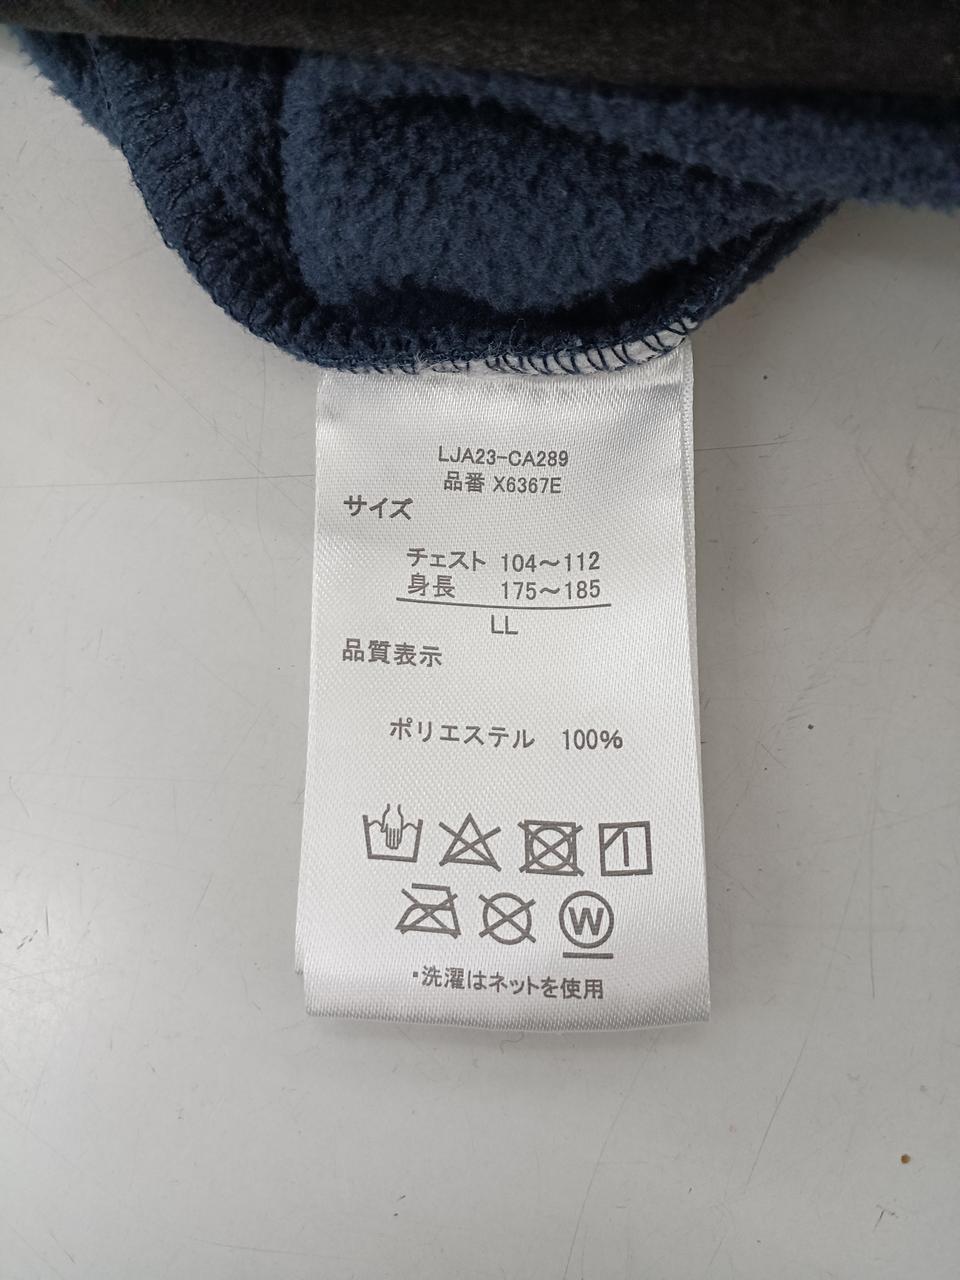 LJA23-CA289
品番 X6367E
サイズ
チェスト 104～112
身長 175～185
LL
品質表示
ポリエステル 100%
W
・洗濯はネットを使用